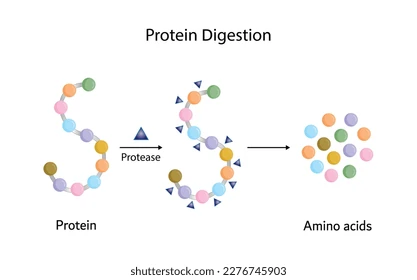 Protein Digestion
Protease
Protein
Amino acids
shutterstock.com · 2276745903